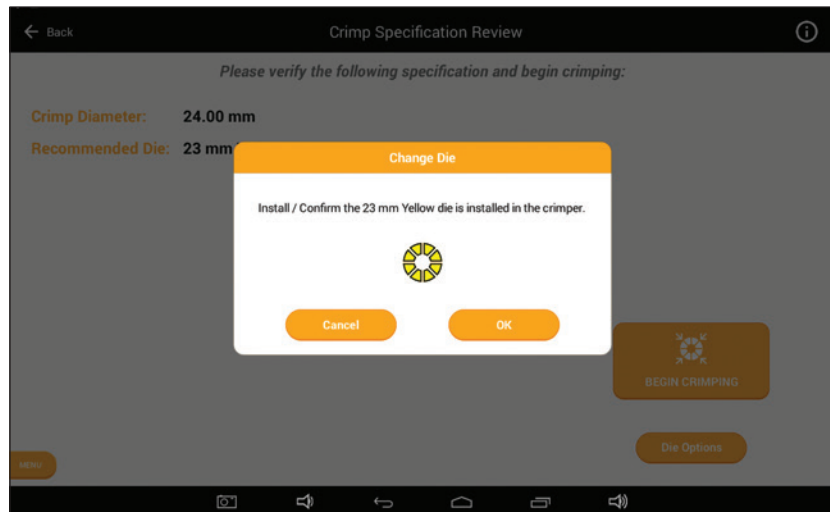 Back
Crimp Specification Review
Please verify the following specification and begin crimping:
Crimp Diameter: 24.00 mm
Recommended Die: 23 mm
Change Die
Install / Confirm the 23 mm Yellow die is installed in the crimper.
Cancel
OK
BEGIN CRIMPING
Die Options
MENU